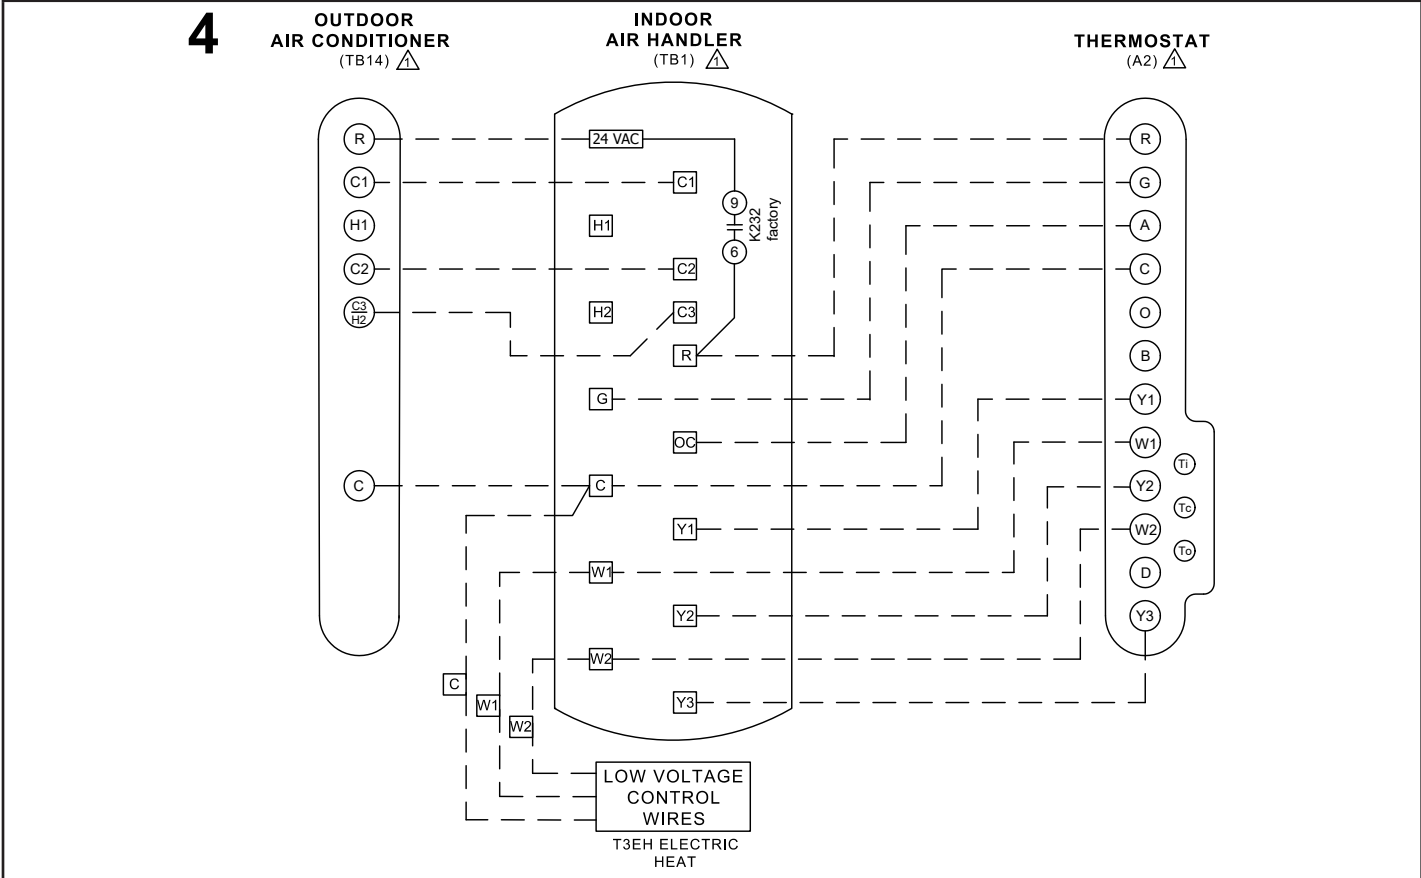 4
OUTDOOR
AIR CONDITIONER
(TB14) 1
INDOOR
AIR HANDLER
(TB1) 1
THERMOSTAT
(A2) 1
R
C1
H1
C2
C3
H2
C
24 VAC
C1
H1
C2
H2
C3
R
G
OC
C
Y1
W1
Y2
W2
Y3
9
6
K232
factory
R
G
A
C
O
B
Y1
W1
Y2
W2
D
Y3
Ti
Tc
To
C
W1
W2
LOW VOLTAGE
CONTROL
WIRES
T3EH ELECTRIC
HEAT